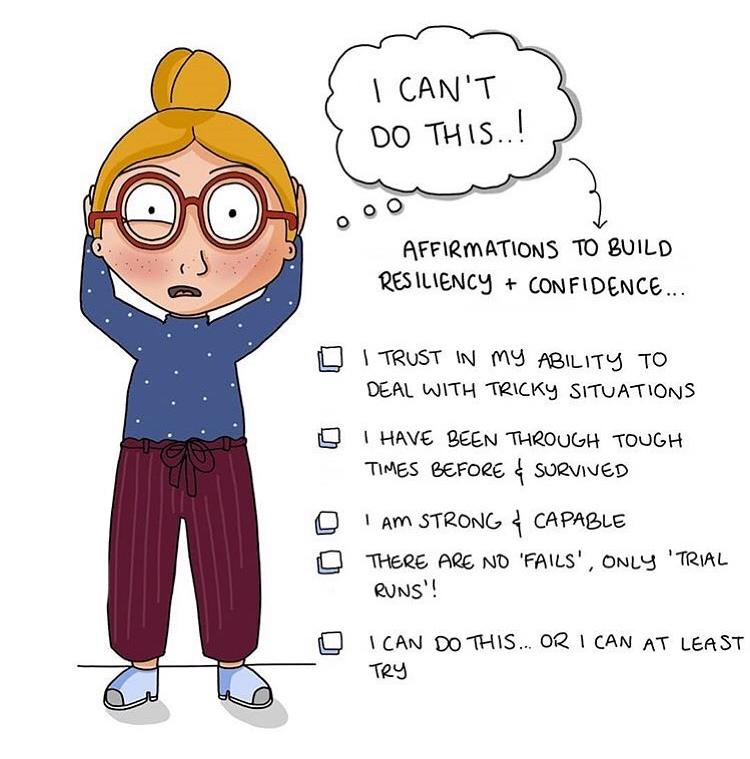 I CAN'T
DO THIS..!
AFFIRMATIONS TO BUILD
RESILIENCY + CONFIDENCE...
I TRUST IN MY ABILITY TO
DEAL WITH TRICKY SITUATIONS
I HAVE BEEN THROUGH TOUGH
TIMES BEFORE & SURVIVED
I AM STRONG & CAPABLE
THERE ARE NO 'FAILS', ONLY 'TRIAL
RUNS'!
I CAN DO THIS... OR I CAN AT LEAST
TRY